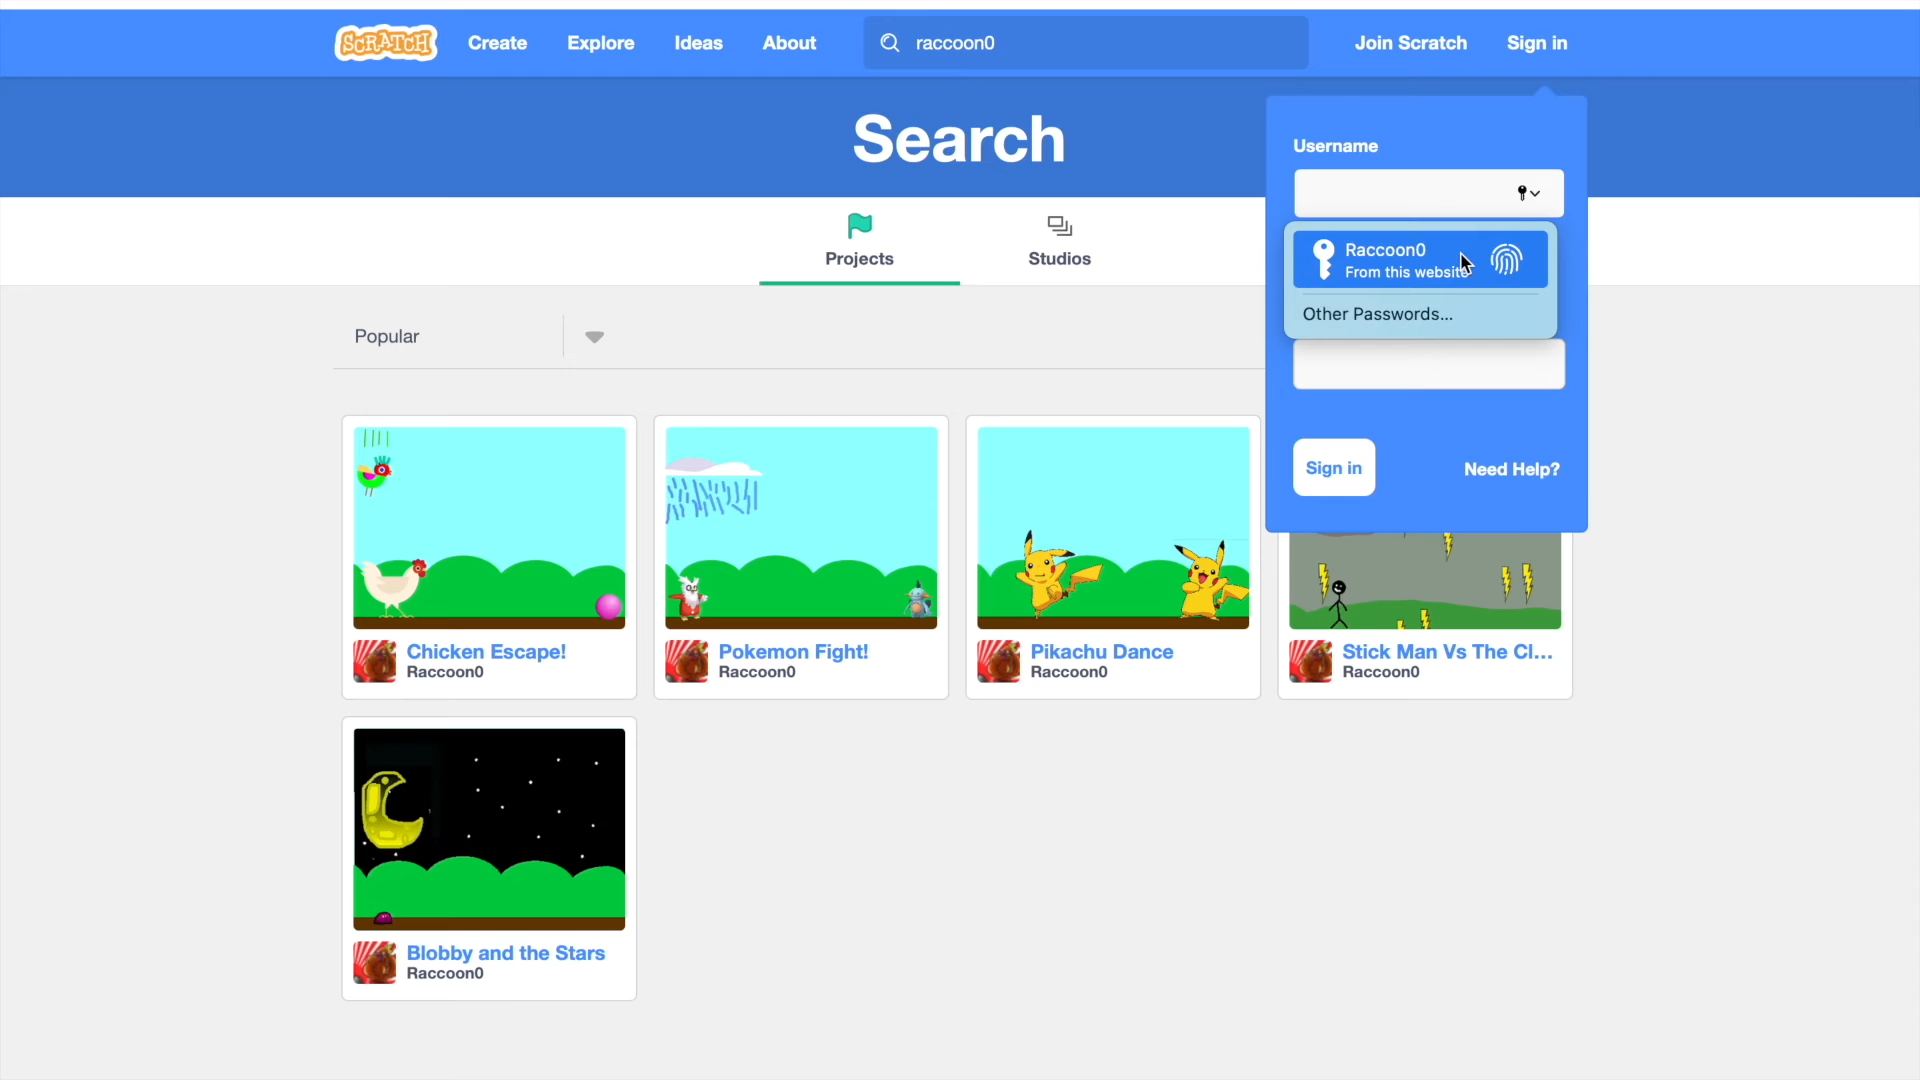 SCRATCH
Create
Explore
Ideas
About
raccoon0
Join Scratch
Sign in
Search
Username
Raccoon0
From this website
Other Passwords...
Sign in
Need Help?
Projects
Studios
Popular
Chicken Escape!
Raccoon0
Pokemon Fight!
Raccoon0
Pikachu Dance
Raccoon0
Stick Man Vs The Cl...
Raccoon0
Blobby and the Stars
Raccoon0